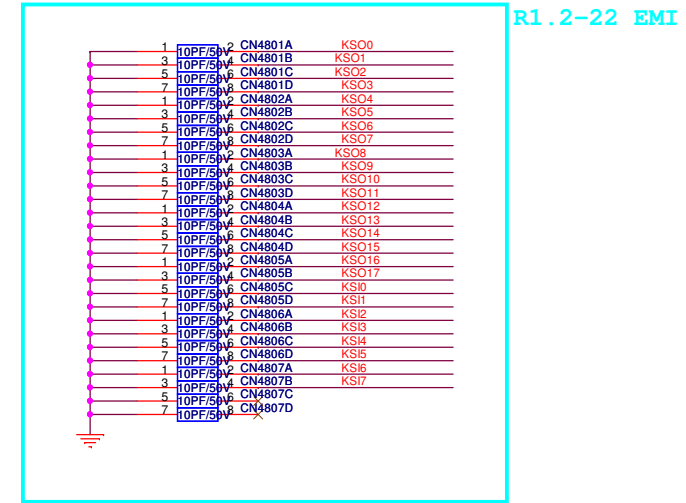 R1.2-22 EMI
1 10PF/50V 2 CN4801A KSO0
3 10PF/50V 4 CN4801B KSO1
5 10PF/50V 6 CN4801C KSO2
7 10PF/50V 8 CN4801D KSO3
1 10PF/50V 2 CN4802A KSO4
3 10PF/50V 4 CN4802B KSO5
5 10PF/50V 6 CN4802C KSO6
7 10PF/50V 8 CN4802D KSO7
1 10PF/50V 2 CN4803A KSO8
3 10PF/50V 4 CN4803B KSO9
5 10PF/50V 6 CN4803C KSO10
7 10PF/50V 8 CN4803D KSO11
1 10PF/50V 2 CN4804A KSO12
3 10PF/50V 4 CN4804B KSO13
5 10PF/50V 6 CN4804C KSO14
7 10PF/50V 8 CN4804D KSO15
1 10PF/50V 2 CN4805A KSO16
3 10PF/50V 4 CN4805B KSO17
5 10PF/50V 6 CN4805C KSI0
7 10PF/50V 8 CN4805D KSI1
1 10PF/50V 2 CN4806A KSI2
3 10PF/50V 4 CN4806B KSI3
5 10PF/50V 6 CN4806C KSI4
7 10PF/50V 8 CN4806D KSI5
1 10PF/50V 2 CN4807A KSI6
3 10PF/50V 4 CN4807B KSI7
5 10PF/50V 6 CN4807C
7 10PF/50V 8 CN4807D